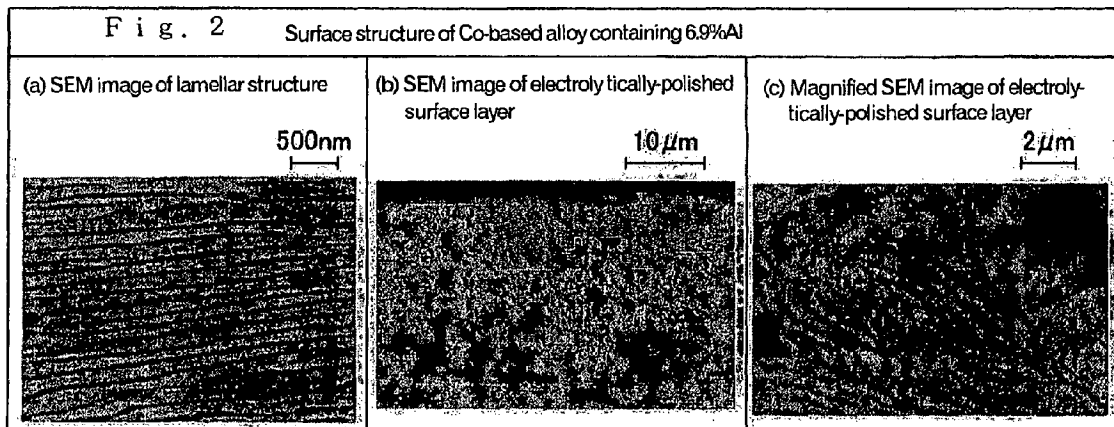 Fig. 2 Surface structure of Co-based alloy containing 6.9%Al
(a) SEM image of lamellar structure
500nm
(b) SEM image of electroly tically-polished
surface layer
10μm
(c) Magnified SEM image of electroly-
tically-polished surface layer
2μm